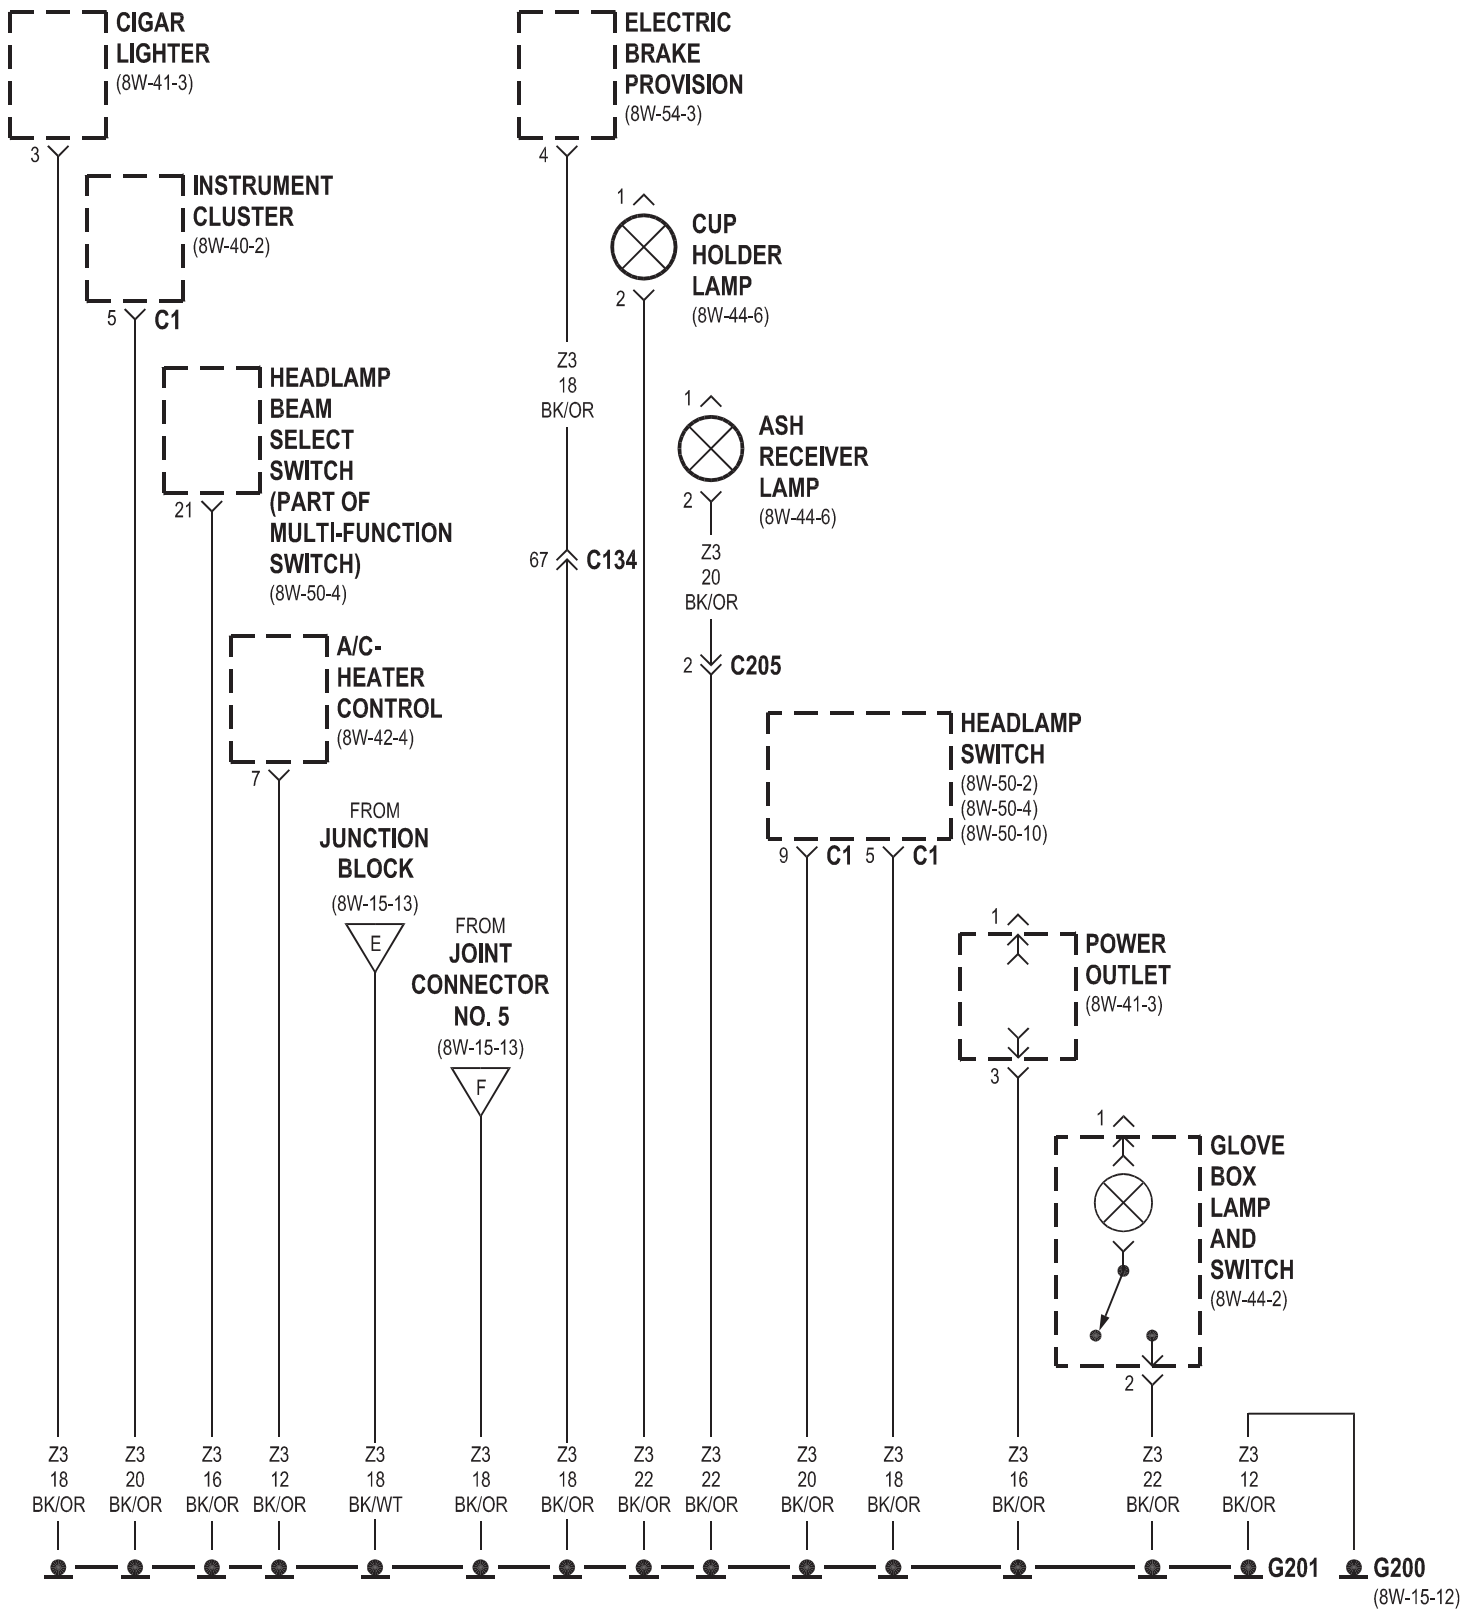 CIGAR
LIGHTER
(8W-41-3)
3
ELECTRIC
BRAKE
PROVISION
(8W-54-3)
4
INSTRUMENT
CLUSTER
(8W-40-2)
5 C1
1
CUP
HOLDER
LAMP
(8W-44-6)
2
Z3
18
BK/OR
HEADLAMP
BEAM
SELECT
SWITCH
(PART OF
MULTI-FUNCTION
SWITCH)
(8W-50-4)
21
1
ASH
RECEIVER
LAMP
(8W-44-6)
2
Z3
20
BK/OR
67 C134
2 C205
A/C-
HEATER
CONTROL
(8W-42-4)
7
HEADLAMP
SWITCH
(8W-50-2)
(8W-50-4)
(8W-50-10)
9 C1 5 C1
FROM
JUNCTION
BLOCK
(8W-15-13)
E
FROM
JOINT
CONNECTOR
NO. 5
(8W-15-13)
F
1
POWER
OUTLET
(8W-41-3)
3
1
GLOVE
BOX
LAMP
AND
SWITCH
(8W-44-2)
2
Z3 Z3 Z3 Z3 Z3 Z3 Z3 Z3 Z3 Z3 Z3 Z3 Z3 Z3
18 20 16 12 18 18 18 22 22 20 18 16 22 12
BK/OR BK/OR BK/OR BK/OR BK/WT BK/OR BK/OR BK/OR BK/OR BK/OR BK/OR BK/OR BK/OR BK/OR
G201 G200
(8W-15-12)